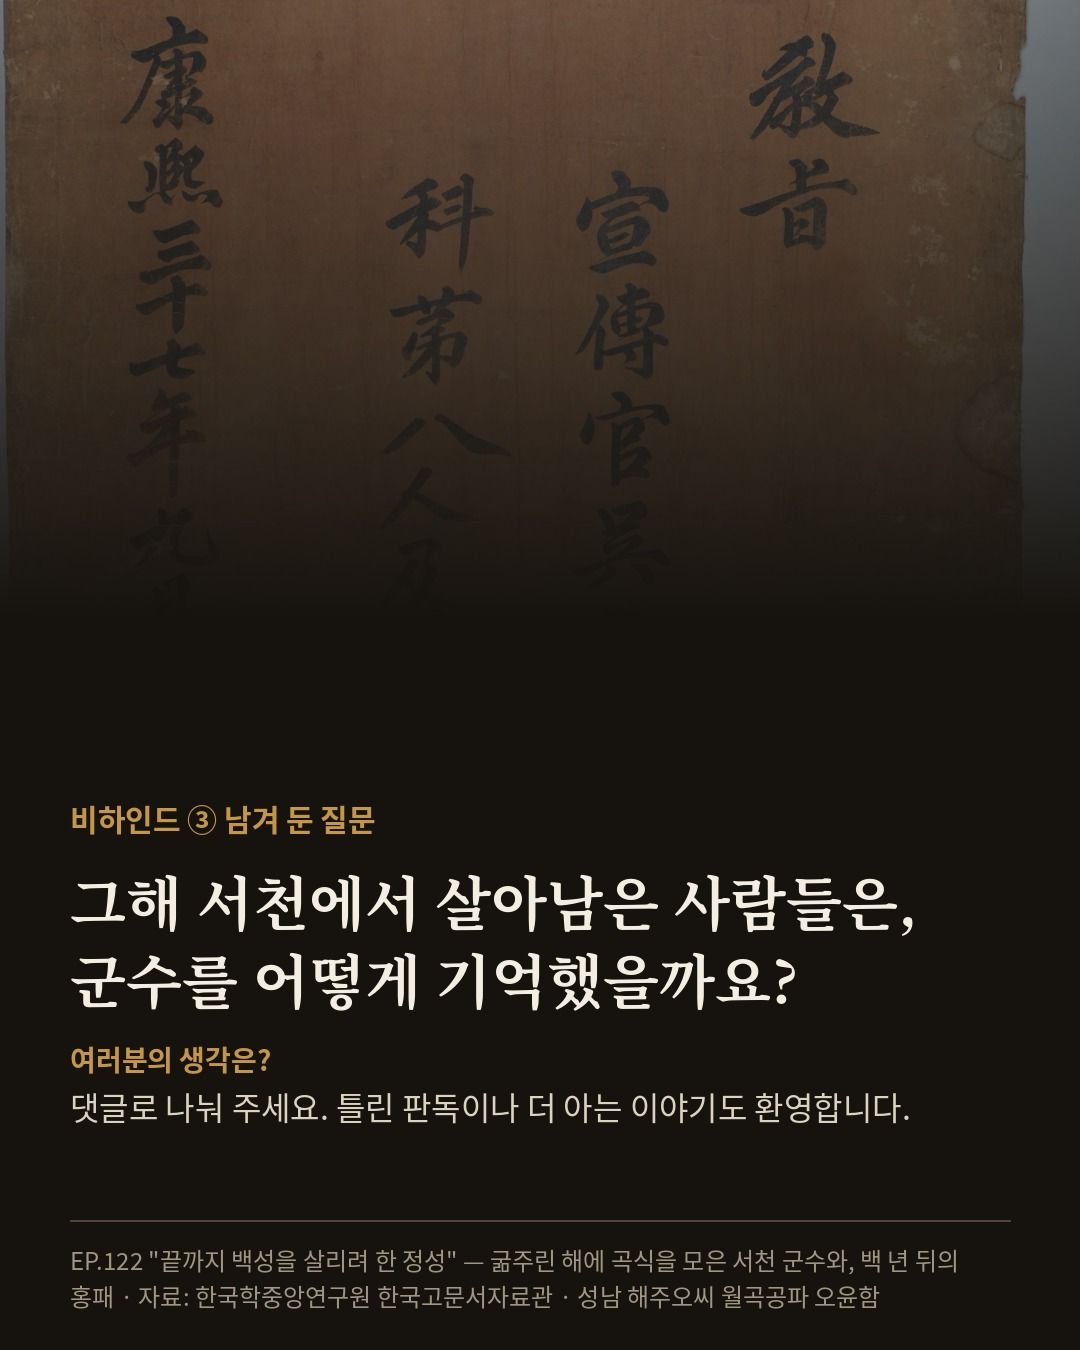 敎旨
宣傳官吳
科第八人及
康熙三十七年九月
비하인드 ③ 남겨 둔 질문
그해 서천에서 살아남은 사람들은,
군수를 어떻게 기억했을까요?
여러분의 생각은?
댓글로 나눠 주세요. 틀린 판독이나 더 아는 이야기도 환영합니다.
EP.122 "끝까지 백성을 살리려 한 정성" — 굶주린 해에 곡식을 모은 서천 군수와, 백 년 뒤의
홍패 · 자료: 한국학중앙연구원 한국고문서자료관 · 성남 해주오씨 월곡공파 오윤함